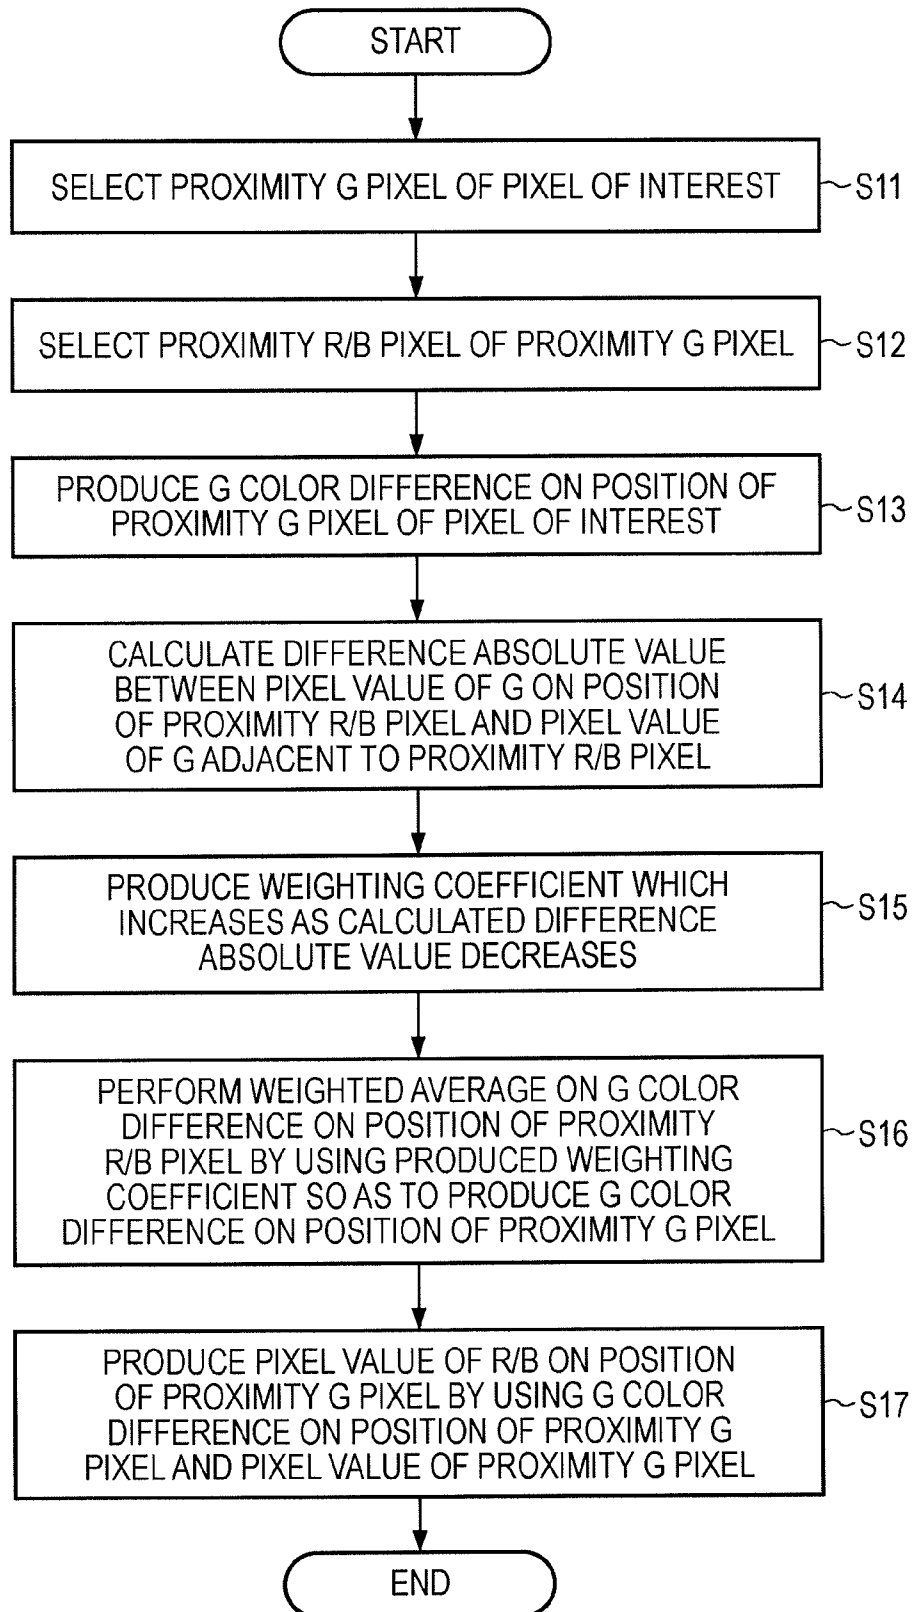 START
SELECT PROXIMITY G PIXEL OF PIXEL OF INTEREST
S11
SELECT PROXIMITY R/B PIXEL OF PROXIMITY G PIXEL
S12
PRODUCE G COLOR DIFFERENCE ON POSITION OF
PROXIMITY G PIXEL OF PIXEL OF INTEREST
S13
CALCULATE DIFFERENCE ABSOLUTE VALUE
BETWEEN PIXEL VALUE OF G ON POSITION
OF PROXIMITY R/B PIXEL AND PIXEL VALUE
OF G ADJACENT TO PROXIMITY R/B PIXEL
S14
PRODUCE WEIGHTING COEFFICIENT WHICH
INCREASES AS CALCULATED DIFFERENCE
ABSOLUTE VALUE DECREASES
S15
PERFORM WEIGHTED AVERAGE ON G COLOR
DIFFERENCE ON POSITION OF PROXIMITY
R/B PIXEL BY USING PRODUCED WEIGHTING
COEFFICIENT SO AS TO PRODUCE G COLOR
DIFFERENCE ON POSITION OF PROXIMITY G PIXEL
S16
PRODUCE PIXEL VALUE OF R/B ON POSITION
OF PROXIMITY G PIXEL BY USING G COLOR
DIFFERENCE ON POSITION OF PROXIMITY G
PIXEL AND PIXEL VALUE OF PROXIMITY G PIXEL
S17
END